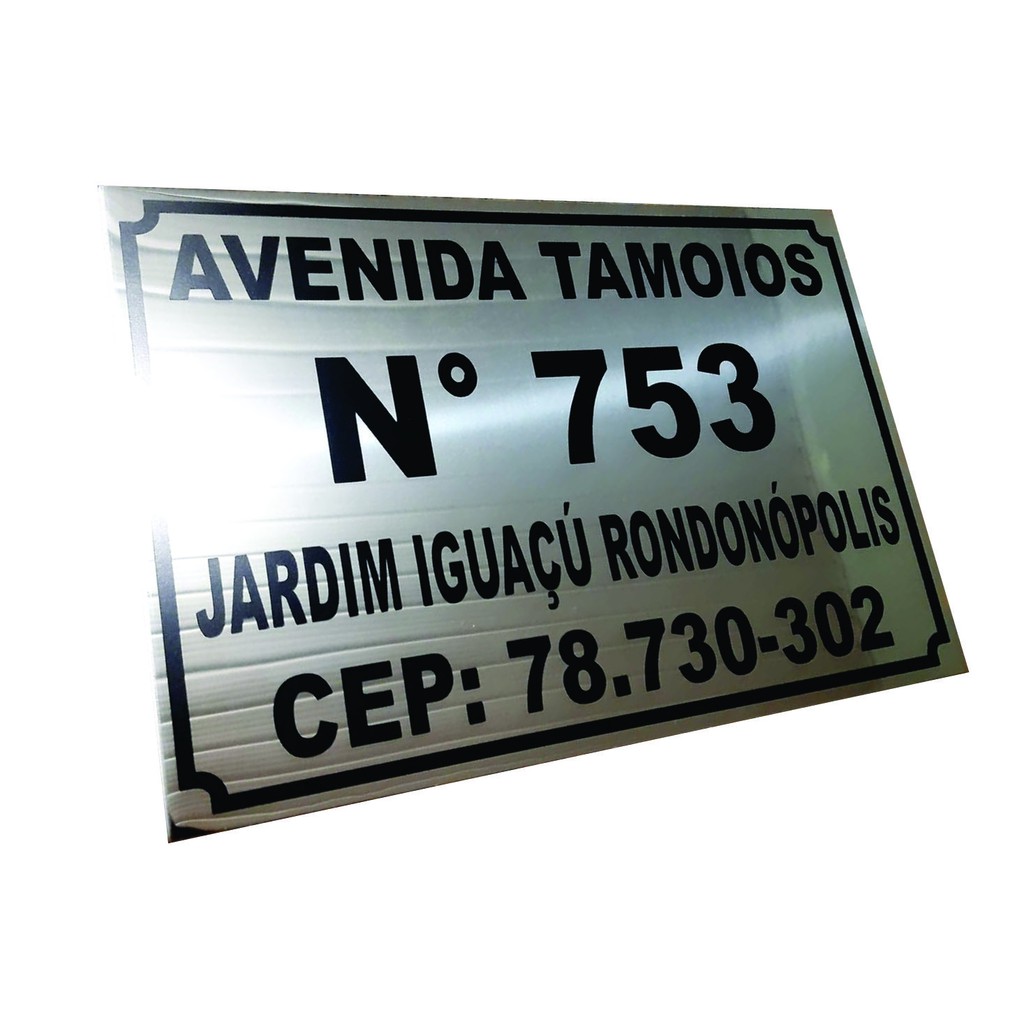 AVENIDA TAMOIOS
N° 753
JARDIM IGUAÇÚ RONDONÓPOLIS
CEP: 78.730-302